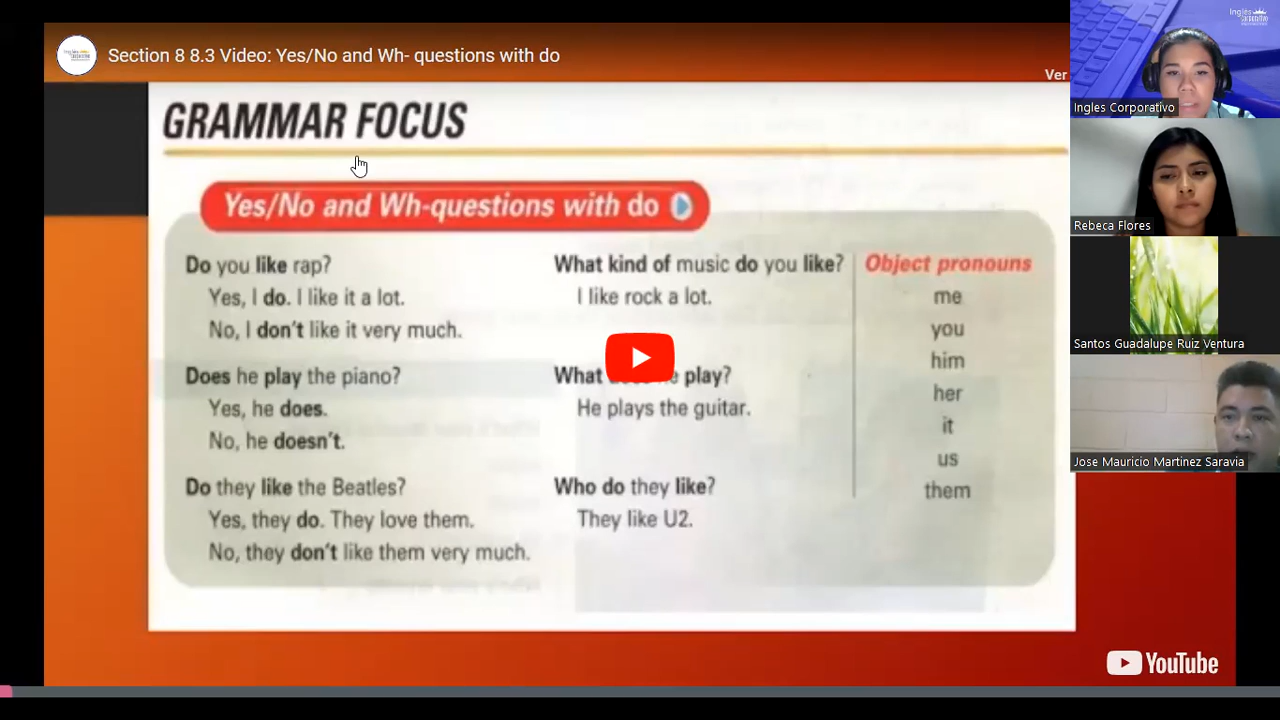 Section 8 8.3 Video: Yes/No and Wh- questions with do
Ver
GRAMMAR FOCUS
Yes/No and Wh-questions with do
Do you like rap?
Yes, I do. I like it a lot.
No, I don't like it very much.
Does he play the piano?
Yes, he does.
No, he doesn't.
Do they like the Beatles?
Yes, they do. They love them.
No, they don't like them very much.
What kind of music do you like?
I like rock a lot.
What he play?
He plays the guitar.
Who do they like?
They like U2.
Object pronouns
me
you
him
her
it
us
them
YouTube
Ingles
CORPORATIVO
Ingles Corporativo
Rebeca Flores
Santos Guadalupe Ruiz Ventura
Jose Mauricio Martinez Saravia